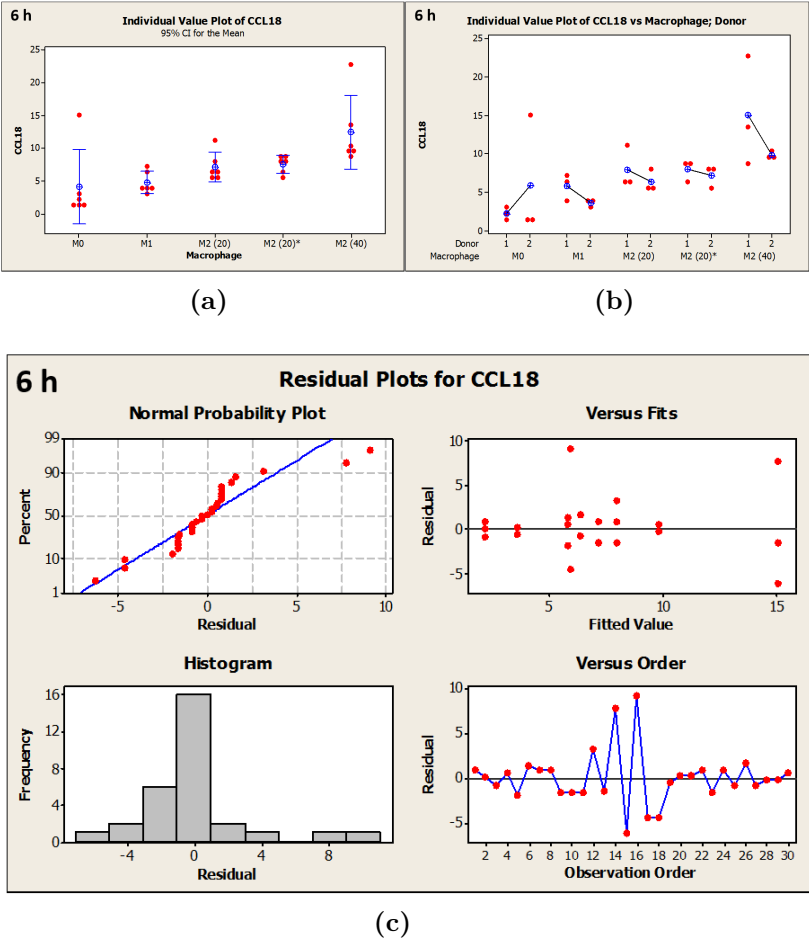 6 h
Individual Value Plot of CCL18
95% CI for the Mean
25
20
15
10
5
0
CCL18
M0 M1 M2 (20) M2 (20)* M2 (40)
Macrophage
(a)
6 h
Individual Value Plot of CCL18 vs Macrophage; Donor
25
20
15
10
5
0
CCL18
Donor 1 2 1 2 1 2 1 2 1 2
Macrophage M0 M1 M2 (20) M2 (20)* M2 (40)
(b)
6 h
Residual Plots for CCL18
Normal Probability Plot
99
90
50
10
1
Percent
-5 0 5 10
Residual
Versus Fits
10
5
0
-5
Residual
5 10 15
Fitted Value
Histogram
16
12
8
4
0
Frequency
-4 0 4 8
Residual
Versus Order
10
5
0
-5
Residual
2 4 6 8 10 12 14 16 18 20 22 24 26 28 30
Observation Order
(c)